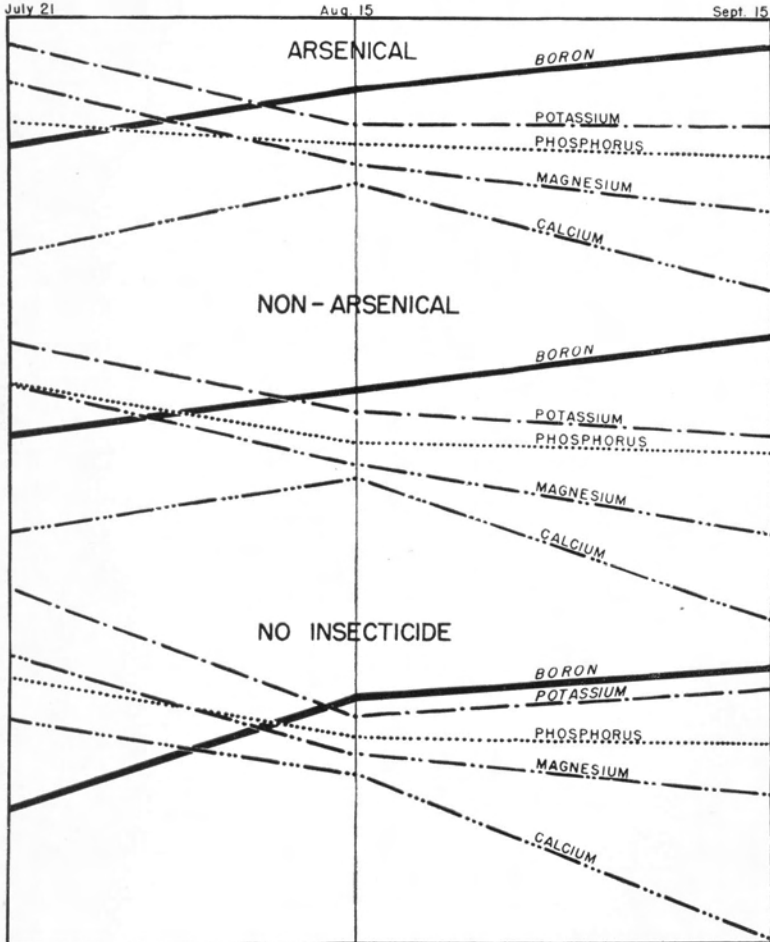 July 21 Aug. 15 Sept. 15
ARSENICAL
BORON
POTASSIUM
PHOSPHORUS
MAGNESIUM
CALCIUM
NON-ARSENICAL
BORON
POTASSIUM
PHOSPHORUS
MAGNESIUM
CALCIUM
NO INSECTICIDE
BORON
POTASSIUM
PHOSPHORUS
MAGNESIUM
CALCIUM